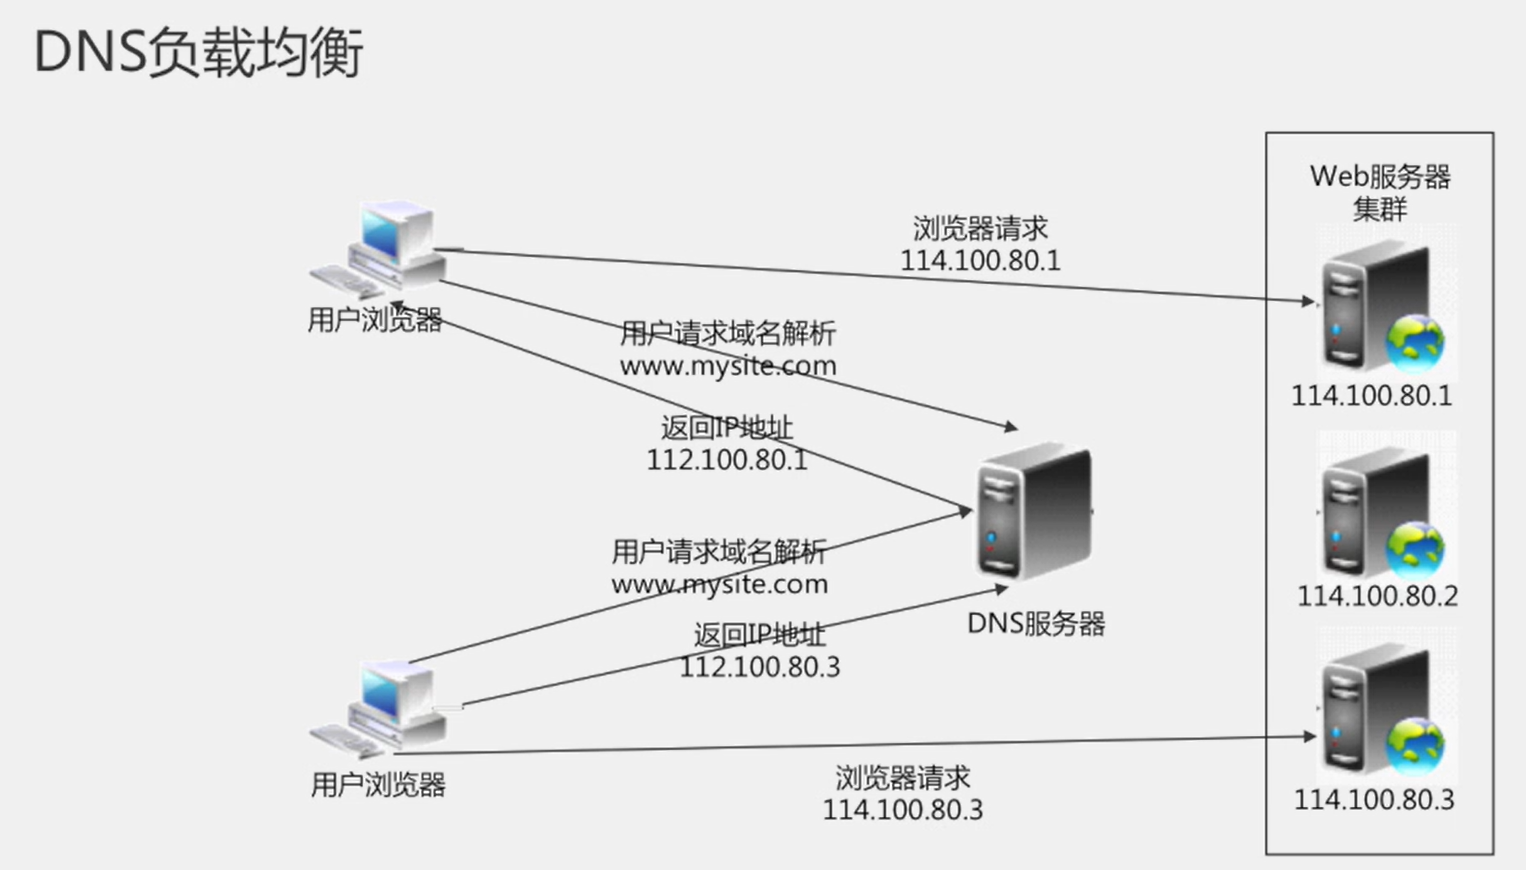 DNS负载均衡
Web服务器
集群
浏览器请求
114.100.80.1
用户浏览器
用户请求域名解析
www.mysite.com
114.100.80.1
返回IP地址
112.100.80.1
用户请求域名解析
www.mysite.com
114.100.80.2
DNS服务器
返回IP地址
112.100.80.3
用户浏览器
浏览器请求
114.100.80.3
114.100.80.3